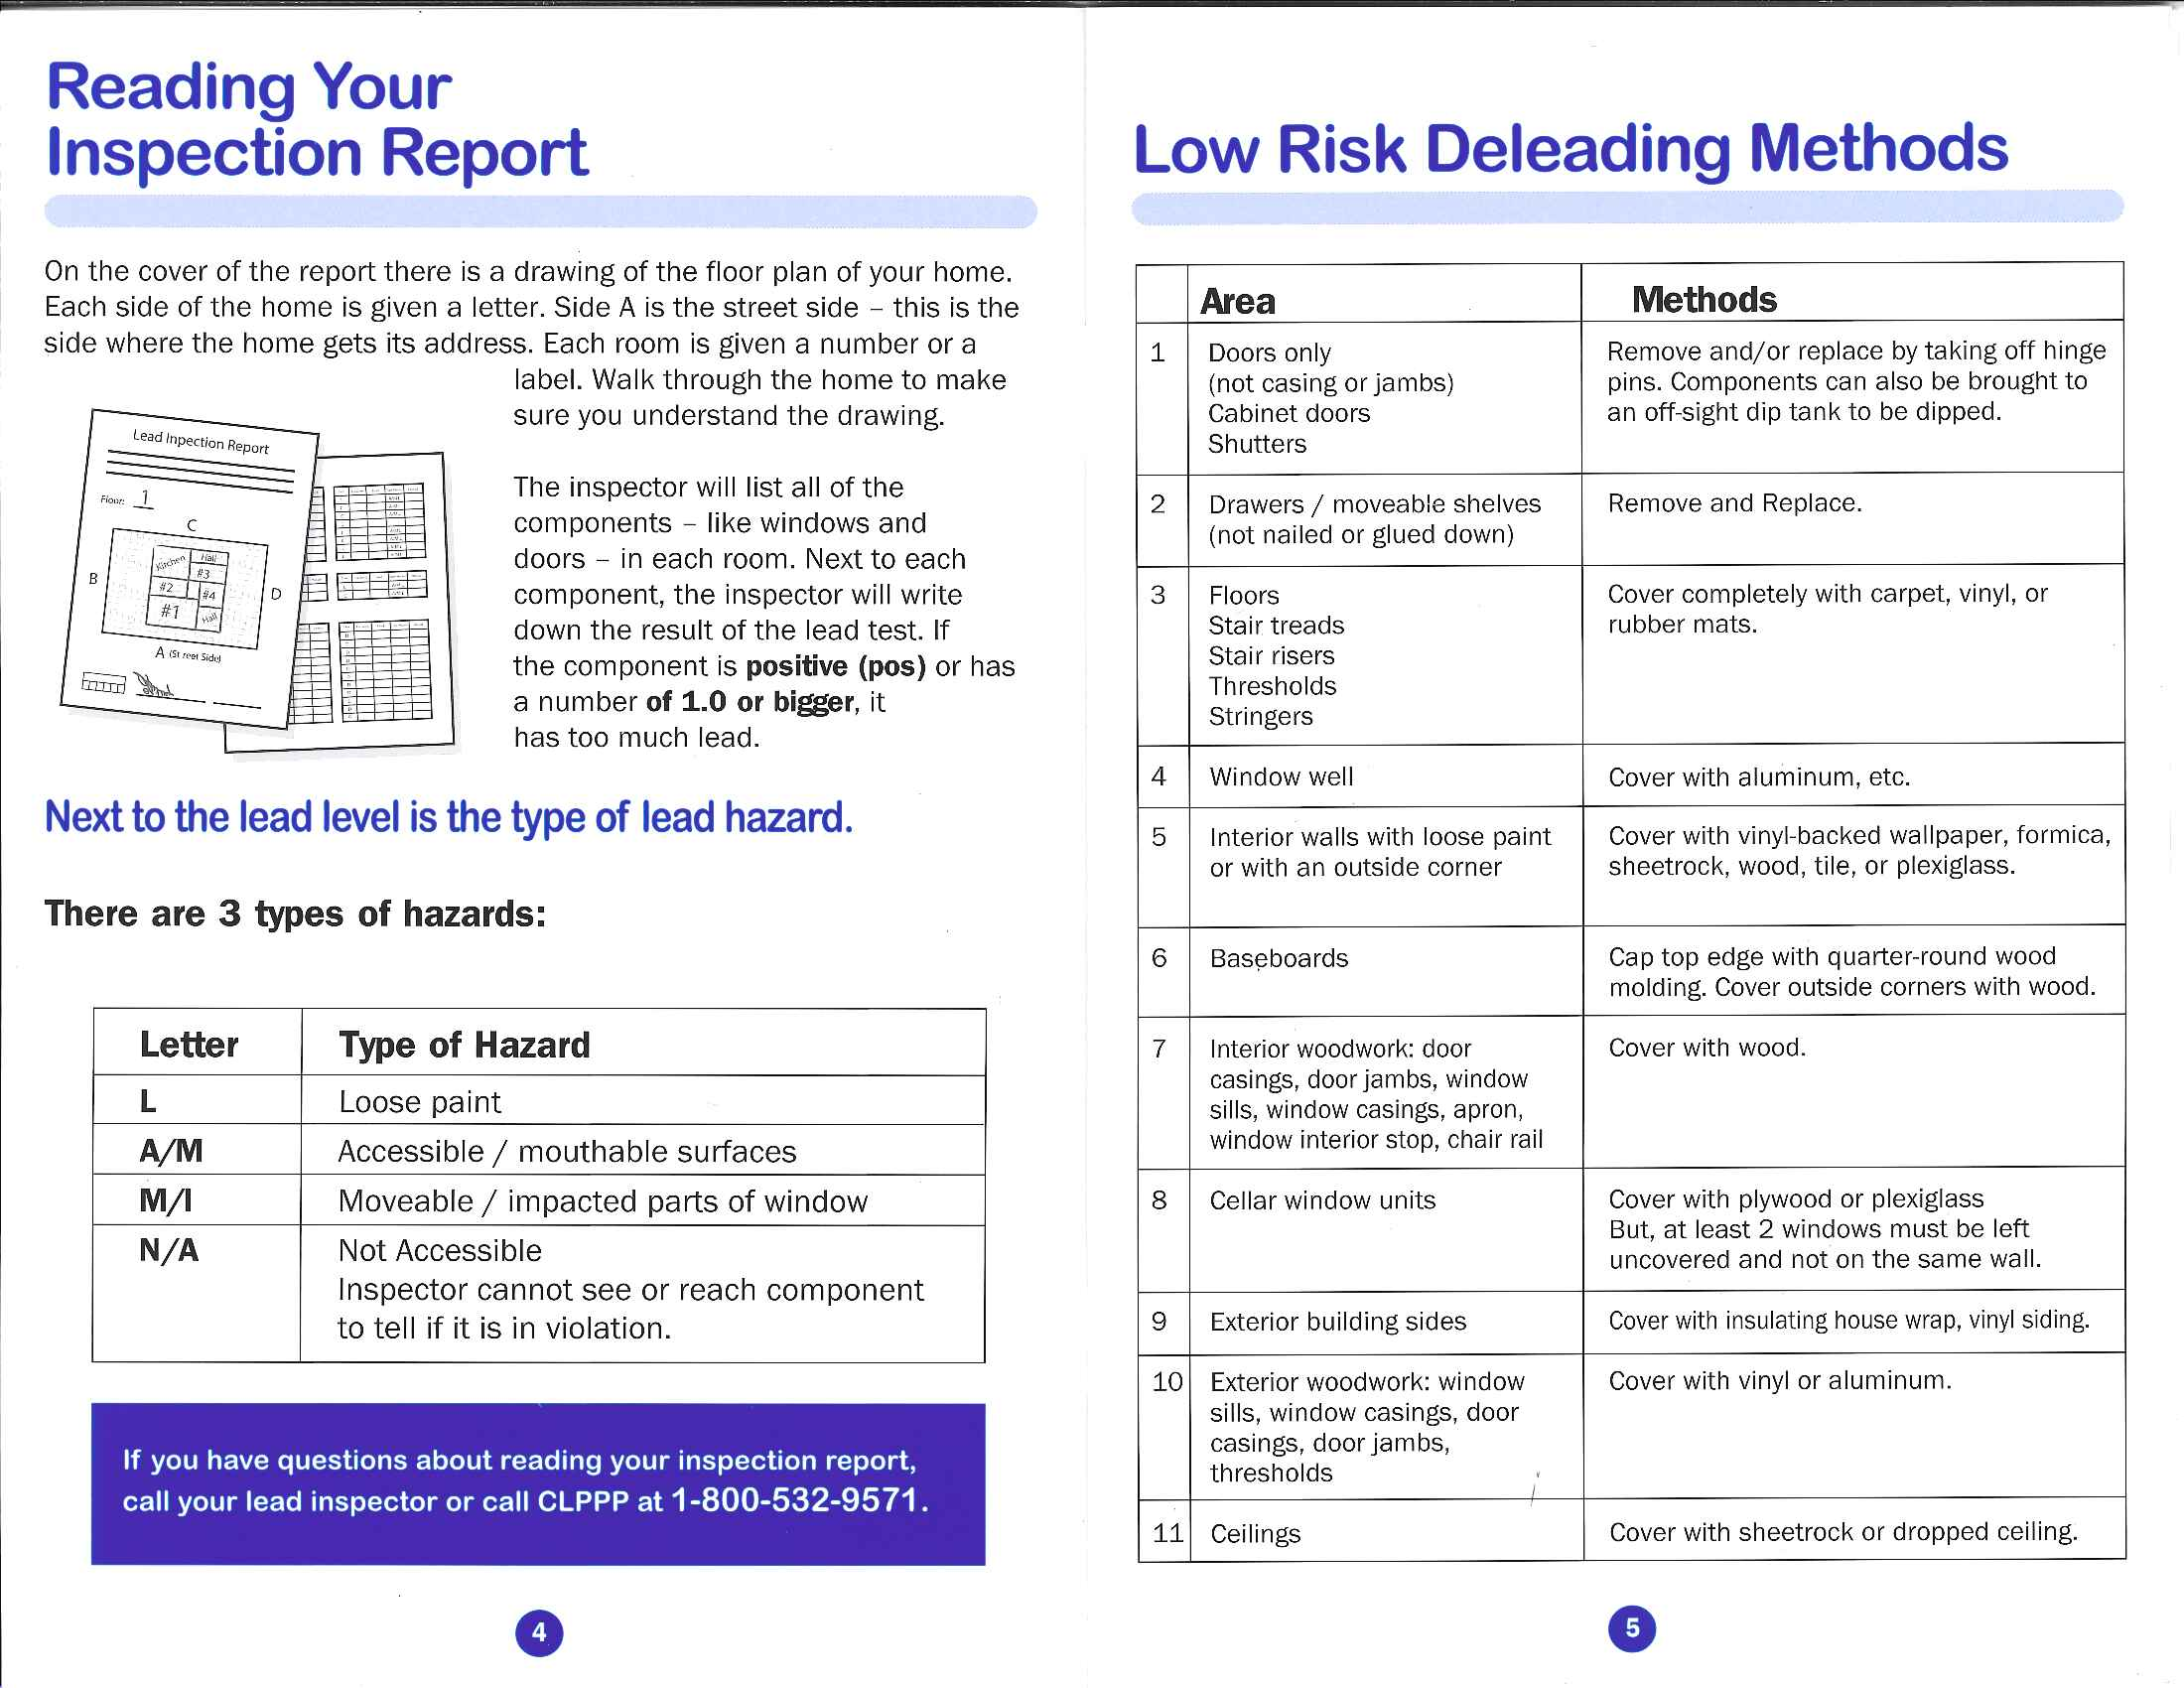 Reading Your
Inspection Report
On the cover of the report there is a drawing of the floor plan of your home.
Each side of the home is given a letter. Side A is the street side – this is the
side where the home gets its address. Each room is given a number or a
label. Walk through the home to make
sure you understand the drawing.
Lead Inpection Report
Floor: 1
C
B
Kitchen
Hall
#3
#2
#4
#1
Hall
D
A (Street Side)
The inspector will list all of the
components – like windows and
doors – in each room. Next to each
component, the inspector will write
down the result of the lead test. If
the component is positive (pos) or has
a number of 1.0 or bigger, it
has too much lead.
Next to the lead level is the type of lead hazard.
There are 3 types of hazards:
Letter Type of Hazard
L Loose paint
A/M Accessible / mouthable surfaces
M/I Moveable / impacted parts of window
N/A Not Accessible
Inspector cannot see or reach component
to tell if it is in violation.
If you have questions about reading your inspection report,
call your lead inspector or call CLPPP at 1-800-532-9571.
4
Low Risk Deleading Methods
Area Methods
1 Doors only Remove and/or replace by taking off hinge
(not casing or jambs) pins. Components can also be brought to
Cabinet doors an off-sight dip tank to be dipped.
Shutters
2 Drawers / moveable shelves Remove and Replace.
(not nailed or glued down)
3 Floors Cover completely with carpet, vinyl, or
Stair treads rubber mats.
Stair risers
Thresholds
Stringers
4 Window well Cover with aluminum, etc.
5 Interior walls with loose paint Cover with vinyl-backed wallpaper, formica,
or with an outside corner sheetrock, wood, tile, or plexiglass.
6 Baseboards Cap top edge with quarter-round wood
molding. Cover outside corners with wood.
7 Interior woodwork: door Cover with wood.
casings, door jambs, window
sills, window casings, apron,
window interior stop, chair rail
8 Cellar window units Cover with plywood or plexiglass
But, at least 2 windows must be left
uncovered and not on the same wall.
9 Exterior building sides Cover with insulating house wrap, vinyl siding.
10 Exterior woodwork: window Cover with vinyl or aluminum.
sills, window casings, door
casings, door jambs,
thresholds
11 Ceilings Cover with sheetrock or dropped ceiling.
5